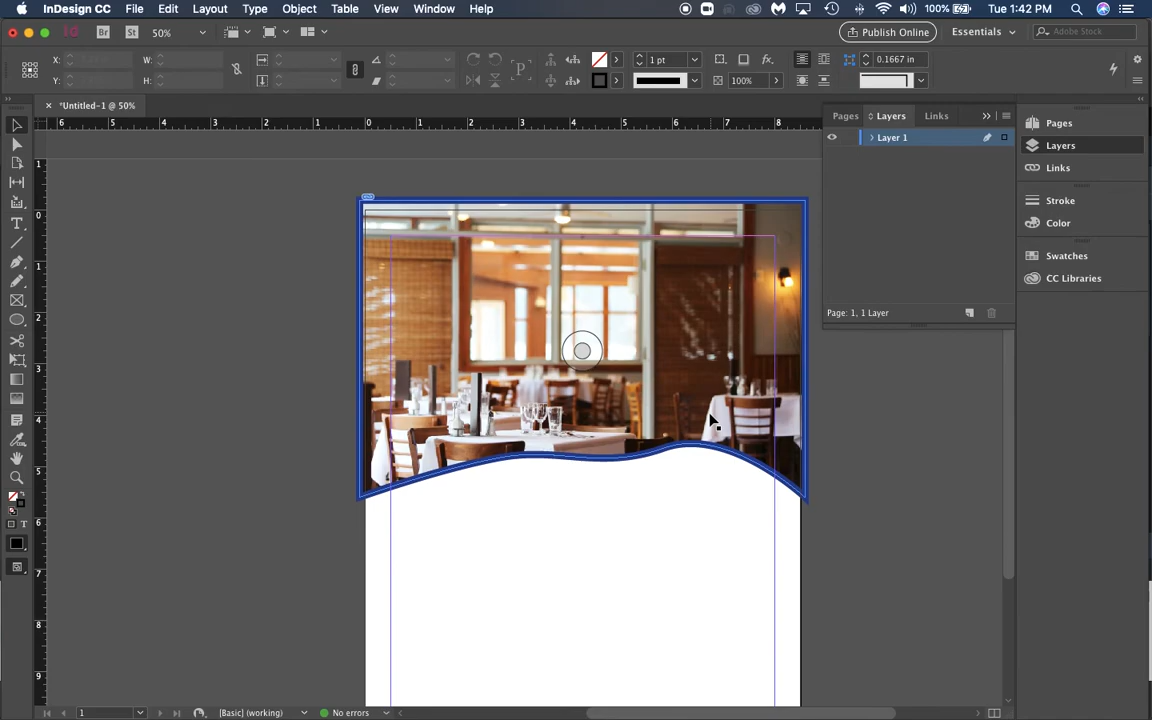 InDesign CC File Edit Layout Type Object Table View Window Help 100% Tue 1:42 PM
Id Br St 50% Publish Online Essentials Adobe Stock
X: W: 1 pt fx. 0.1667 in
Y: H: P 100%
*Untitled-1 @ 50%
Pages Layers Links
Layer 1
Page: 1, 1 Layer
Pages
Layers
Links
Stroke
Color
Swatches
CC Libraries
6 5 4 3 2 1 0 1 2 3 4 5 6 7 8
1
0
1
2
3
4
5
6
7
8
9
T
T
1 [Basic] (working) No errors